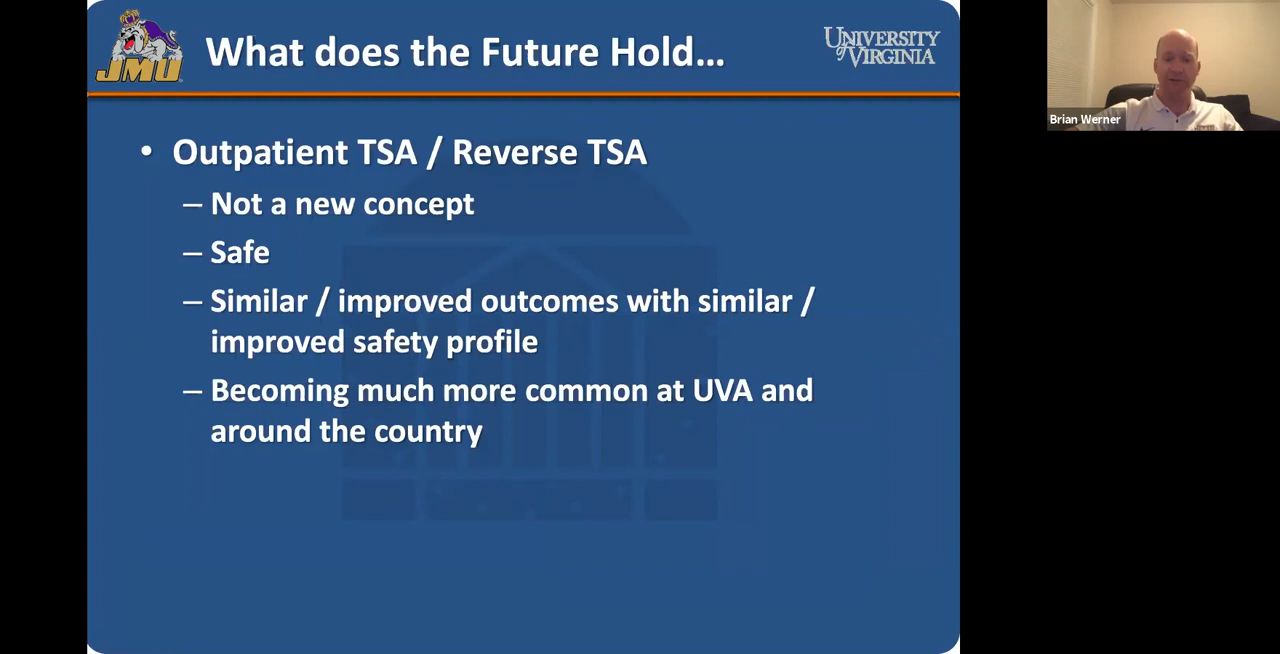 JMU
What does the Future Hold...
UNIVERSITY
of VIRGINIA
• Outpatient TSA / Reverse TSA
– Not a new concept
– Safe
– Similar / improved outcomes with similar /
improved safety profile
– Becoming much more common at UVA and
around the country
Brian Werner